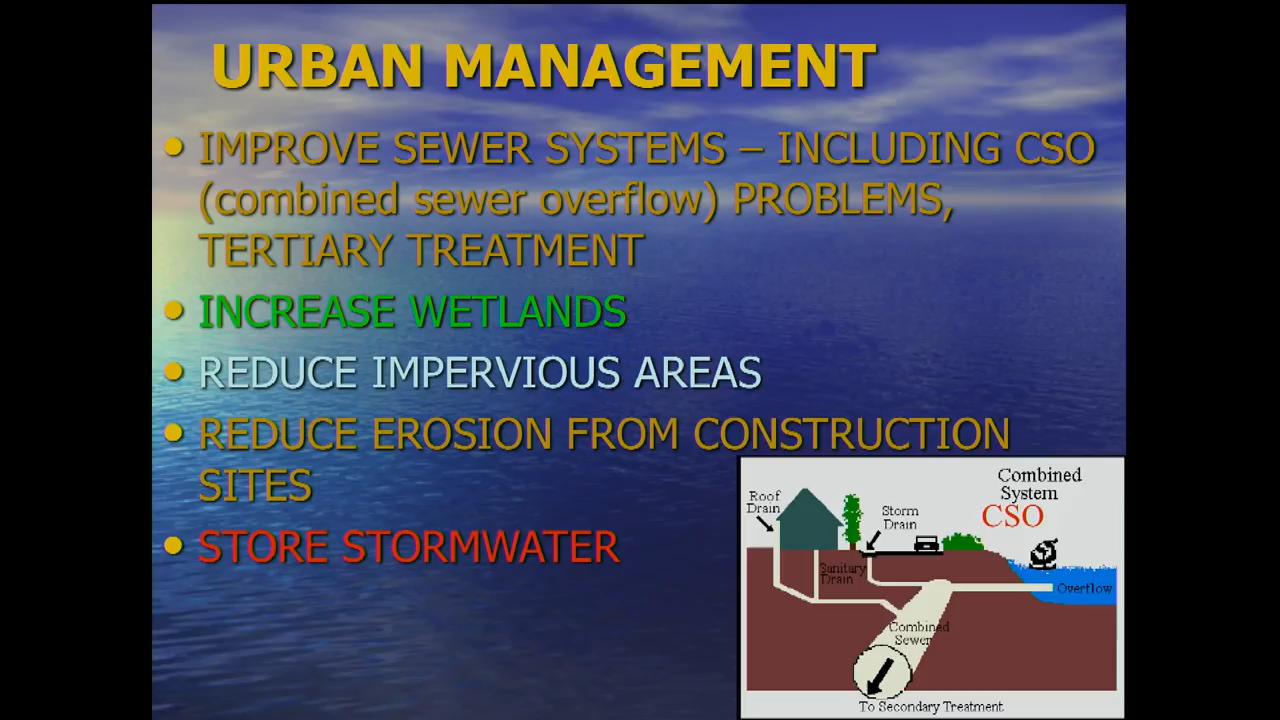 URBAN MANAGEMENT
• IMPROVE SEWER SYSTEMS – INCLUDING CSO
(combined sewer overflow) PROBLEMS,
TERTIARY TREATMENT
• INCREASE WETLANDS
• REDUCE IMPERVIOUS AREAS
• REDUCE EROSION FROM CONSTRUCTION
SITES
• STORE STORMWATER
Combined
System
CSO
Roof
Drain
Storm
Drain
Sanitary
Drain
Overflow
Combined
Sewer
To Secondary Treatment